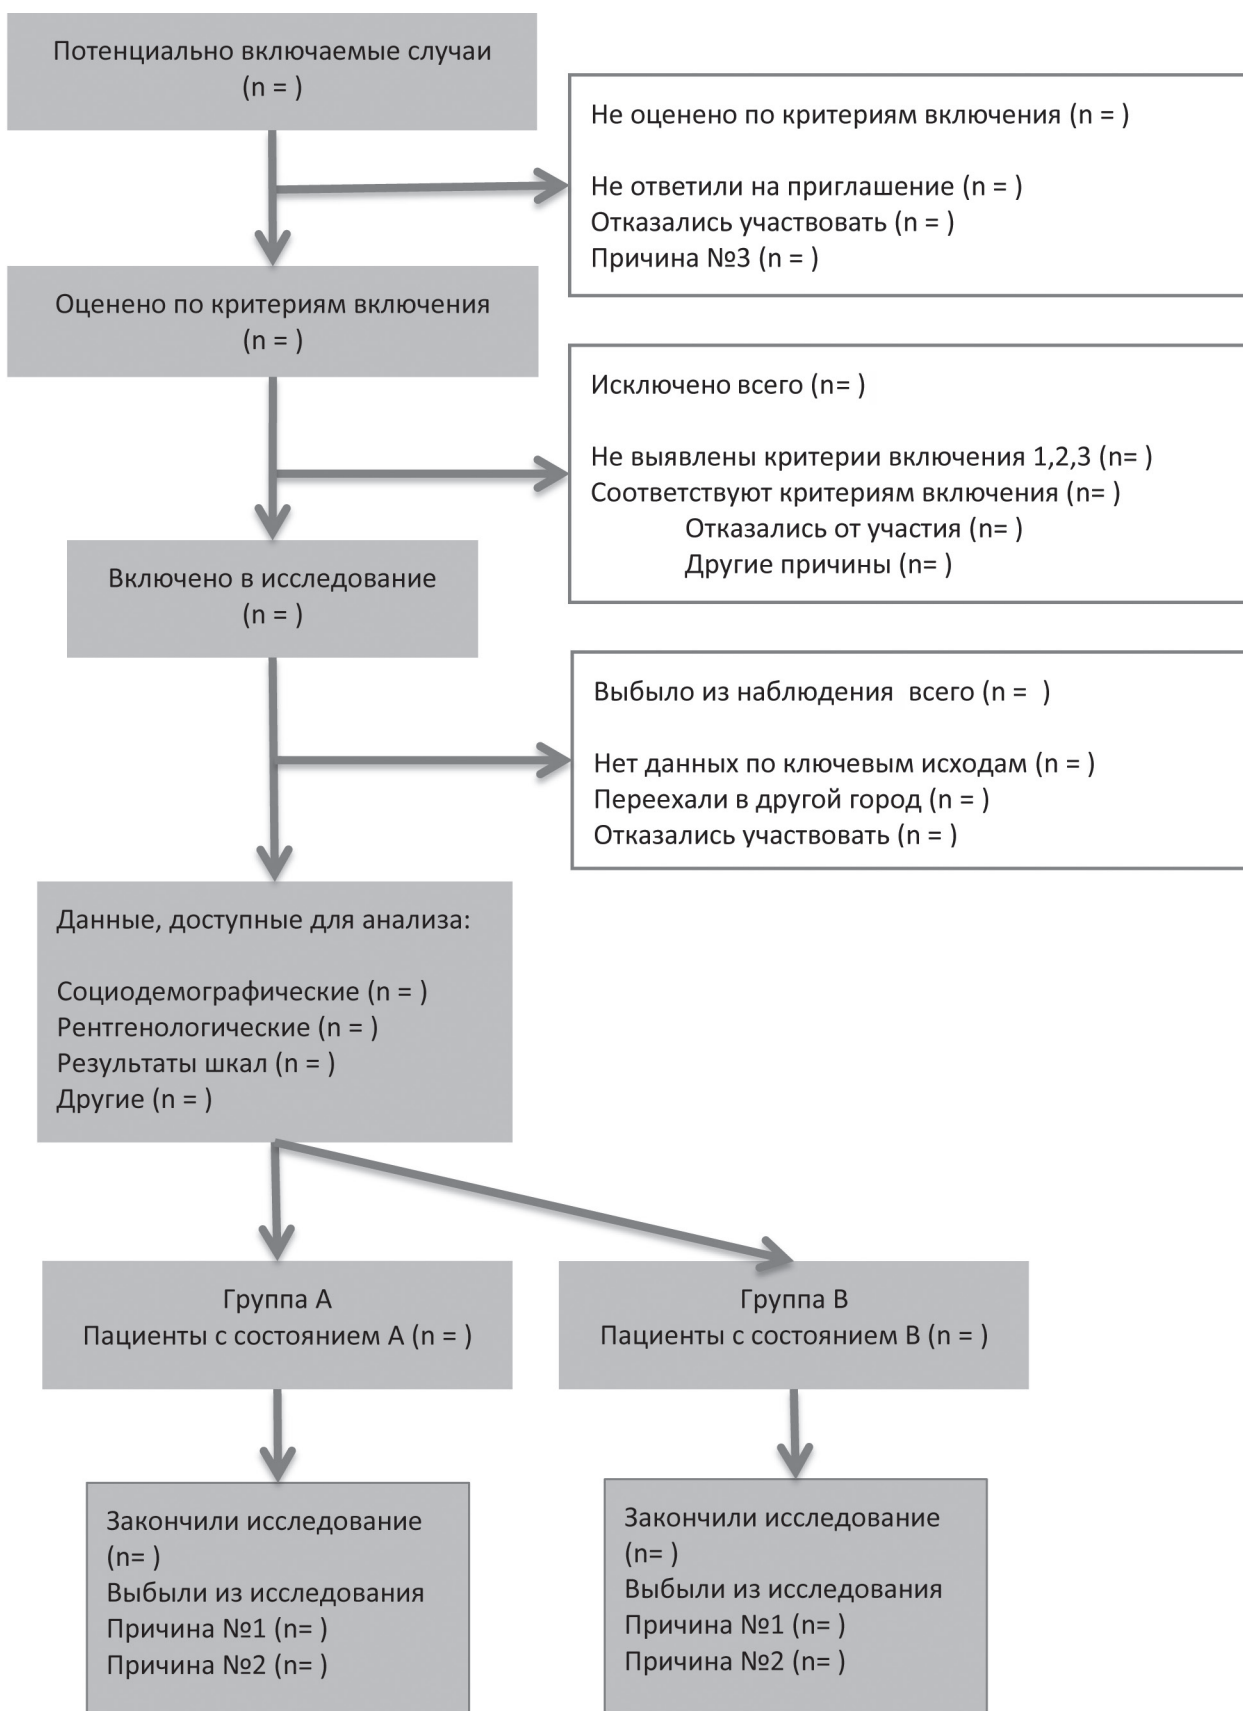 Потенциально включаемые случаи
(n = )
Не оценено по критериям включения (n = )
Не ответили на приглашение (n = )
Отказались участвовать (n = )
Причина №3 (n = )
Оценено по критериям включения
(n = )
Исключено всего (n= )
Не выявлены критерии включения 1,2,3 (n= )
Соответствуют критериям включения (n= )
Отказались от участия (n= )
Другие причины (n= )
Включено в исследование
(n = )
Выбыло из наблюдения  всего (n =  )
Нет данных по ключевым исходам (n = )
Переехали в другой город (n = )
Отказались участвовать (n = )
Данные, доступные для анализа:
Социодемографические (n = )
Рентгенологические (n = )
Результаты шкал (n = )
Другие (n = )
Группа А
Пациенты с состоянием А (n = )
Группа В
Пациенты с состоянием В (n = )
Закончили исследование
(n= )
Выбыли из исследования
Причина №1 (n= )
Причина №2 (n= )
Закончили исследование
(n= )
Выбыли из исследования
Причина №1 (n= )
Причина №2 (n= )